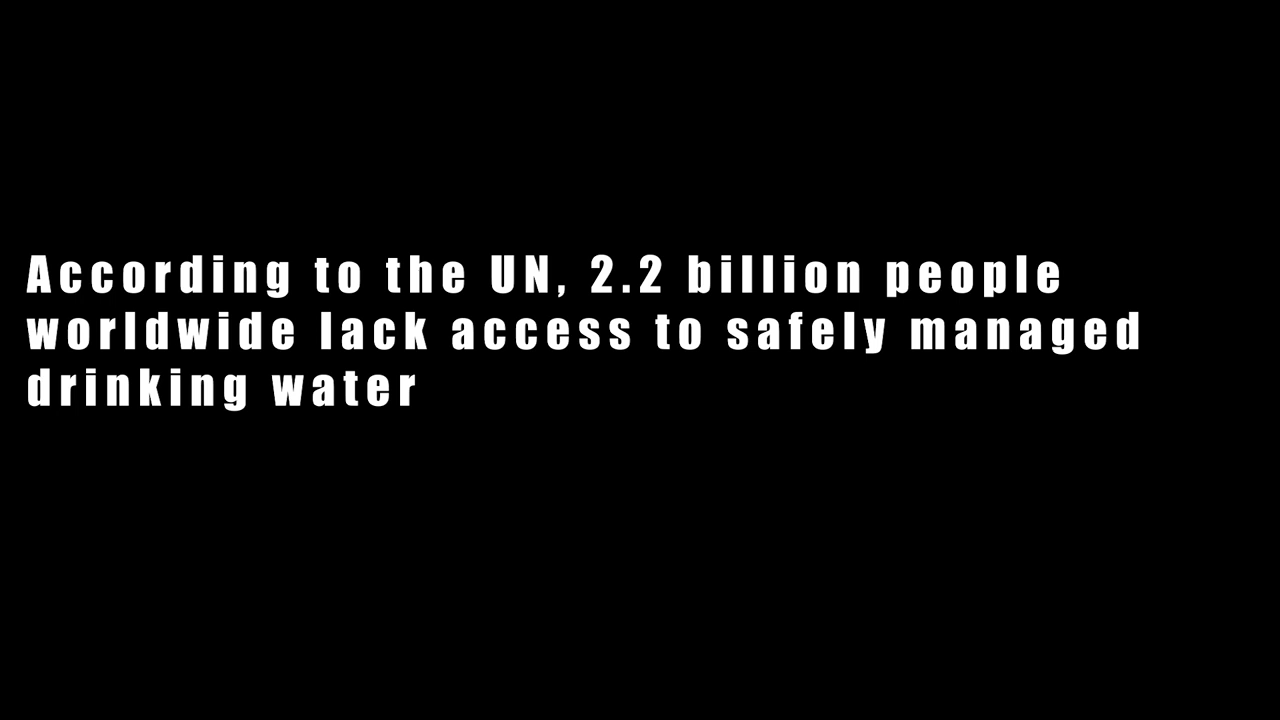 According to the UN, 2.2 billion people
worldwide lack access to safely managed
drinking water